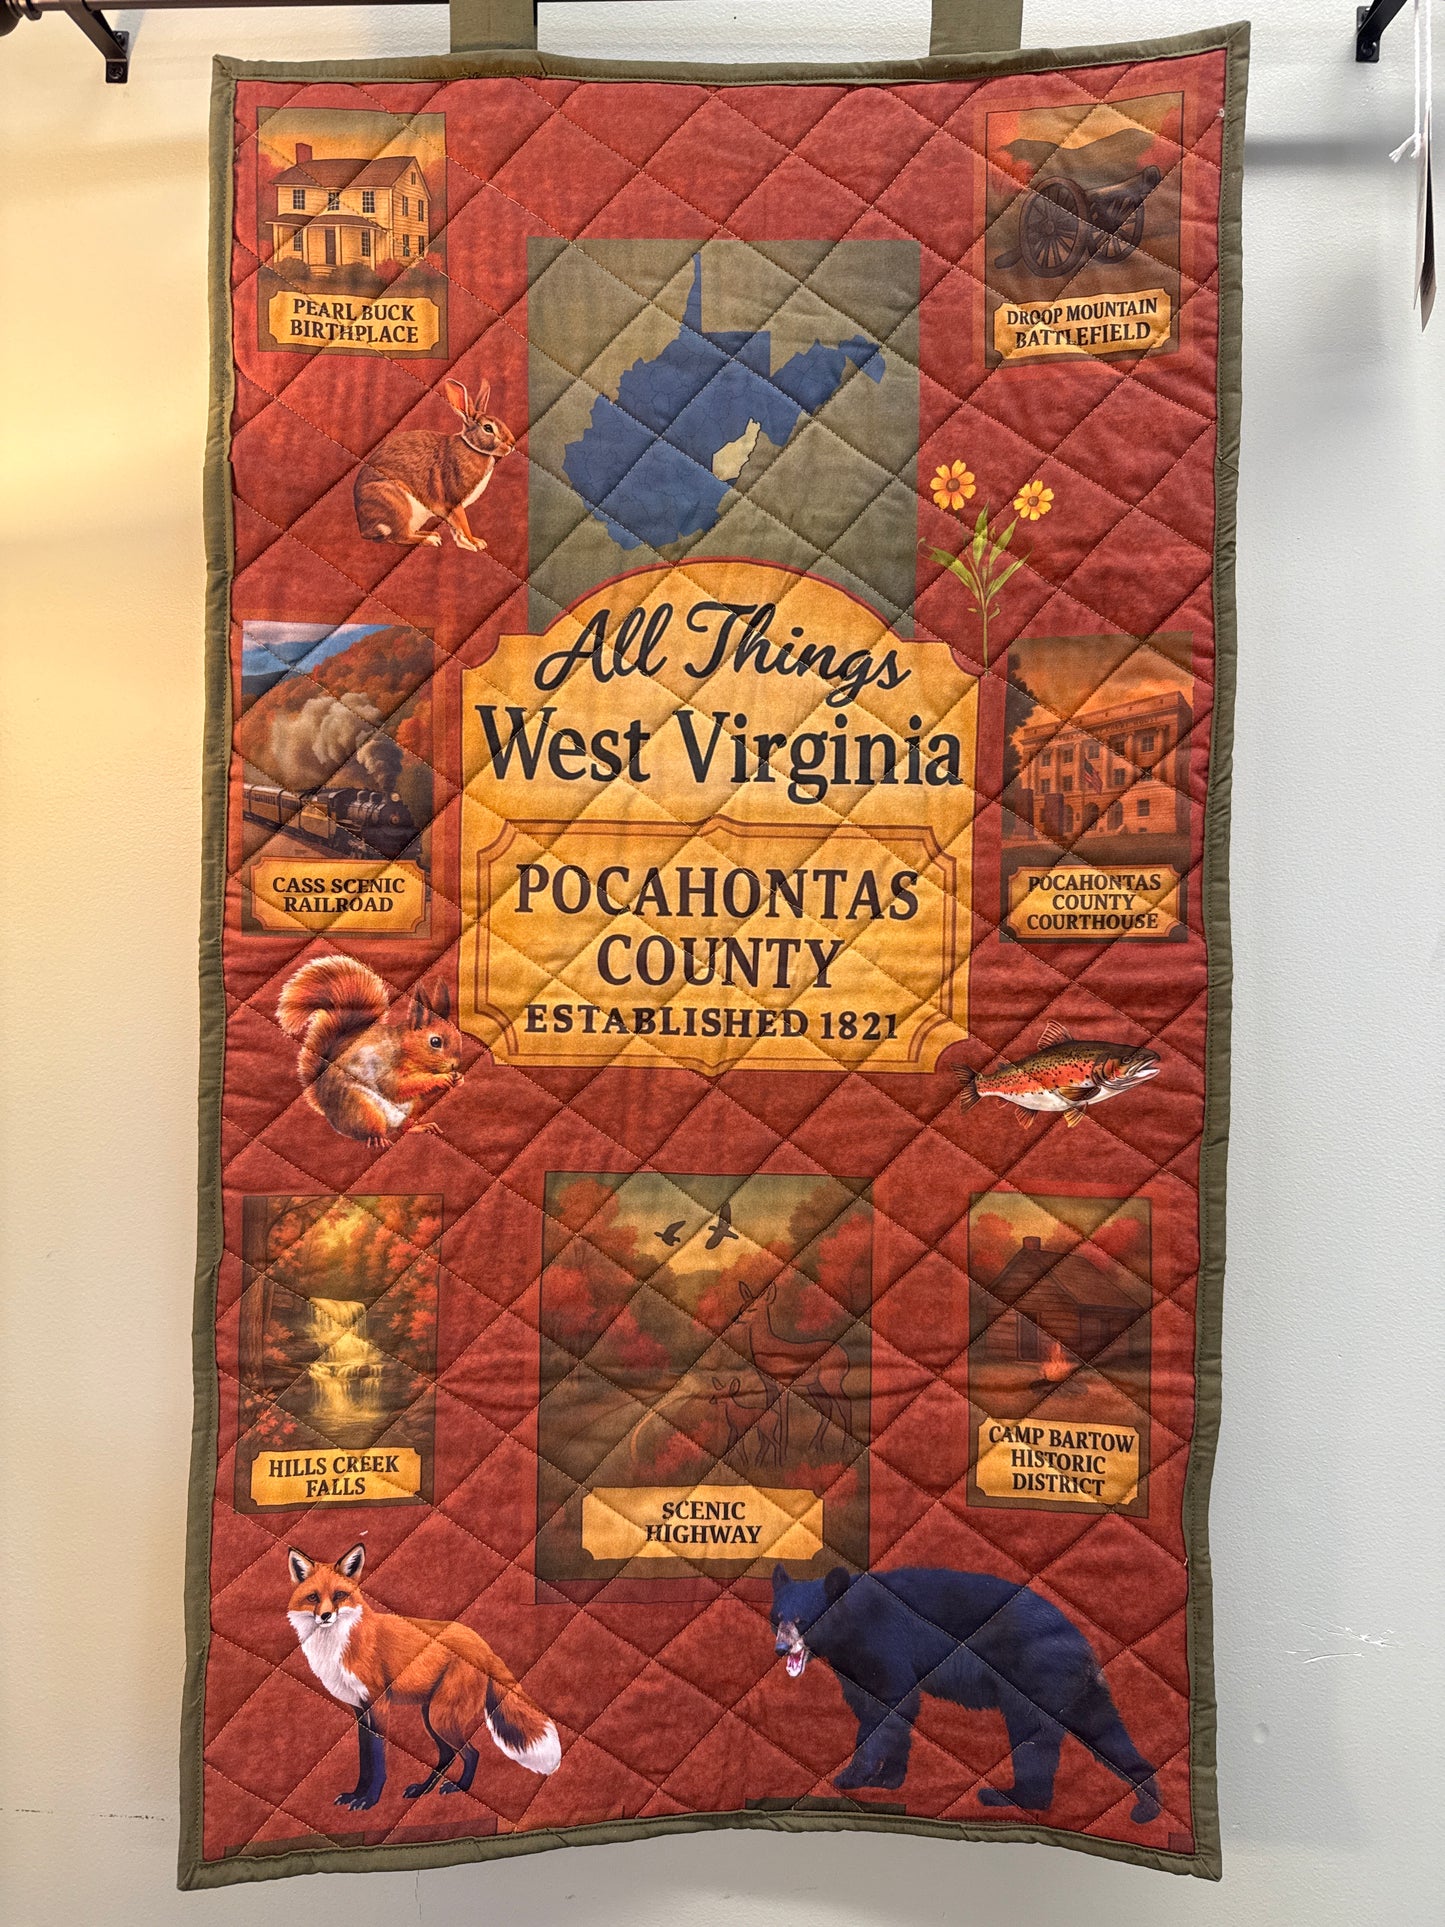 PEARL BUCK
BIRTHPLACE
DROOP MOUNTAIN
BATTLEFIELD
All Things
West Virginia
POCAHONTAS
COUNTY
ESTABLISHED 1821
CASS SCENIC
RAILROAD
POCAHONTAS
COUNTY
COURTHOUSE
HILLS CREEK
FALLS
SCENIC
HIGHWAY
CAMP BARTOW
HISTORIC
DISTRICT